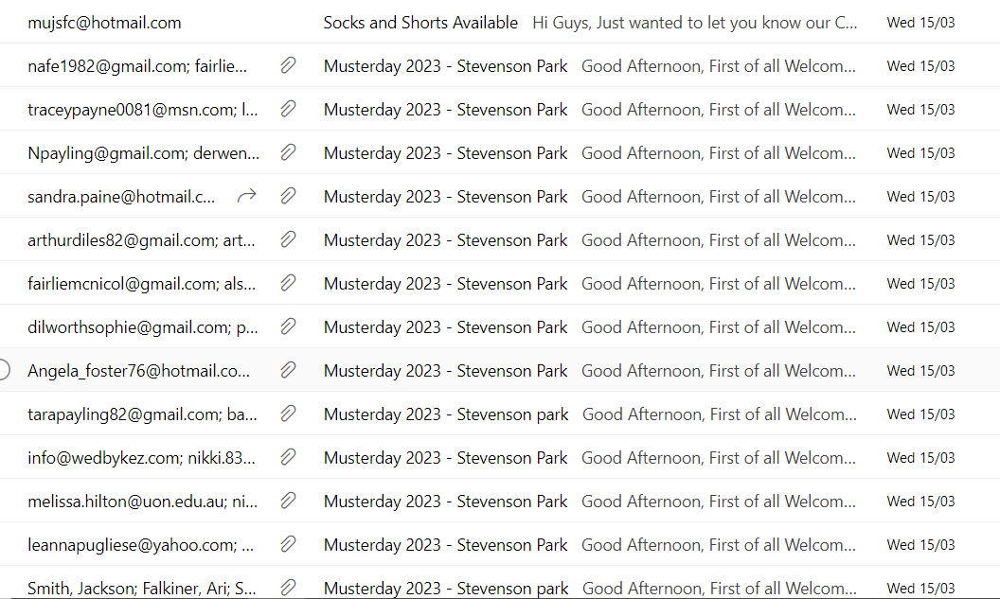 mujsfc@hotmail.com Socks and Shorts Available Hi Guys, Just wanted to let you know our C... Wed 15/03
nafe1982@gmail.com; fairlie... Musterday 2023 - Stevenson Park Good Afternoon, First of all Welcom... Wed 15/03
traceypayne0081@msn.com; l... Musterday 2023 - Stevenson Park Good Afternoon, First of all Welcom... Wed 15/03
Npayling@gmail.com; derwen... Musterday 2023 - Stevenson Park Good Afternoon, First of all Welcom... Wed 15/03
sandra.paine@hotmail.c... Musterday 2023 - Stevenson Park Good Afternoon, First of all Welcom... Wed 15/03
arthurdiles82@gmail.com; art... Musterday 2023 - Stevenson Park Good Afternoon, First of all Welcom... Wed 15/03
fairliemcnicol@gmail.com; als... Musterday 2023 - Stevenson Park Good Afternoon, First of all Welcom... Wed 15/03
dilworthsophie@gmail.com; p... Musterday 2023 - Stevenson Park Good Afternoon, First of all Welcom... Wed 15/03
Angela_foster76@hotmail.co... Musterday 2023 - Stevenson Park Good Afternoon, First of all Welcom... Wed 15/03
tarapayling82@gmail.com; ba... Musterday 2023 - Stevenson park Good Afternoon, First of all Welcom... Wed 15/03
info@wedbykez.com; nikki.83... Musterday 2023 - Stevenson Park Good Afternoon, First of all Welcom... Wed 15/03
melissa.hilton@uon.edu.au; ni... Musterday 2023 - Stevenson Park Good Afternoon, First of all Welcom... Wed 15/03
leannapugliese@yahoo.com; ... Musterday 2023 - Stevenson Park Good Afternoon, First of all Welcom... Wed 15/03
Smith, Jackson; Falkiner, Ari; S... Musterday 2023 - Stevenson park Good Afternoon, First of all Welcom... Wed 15/03